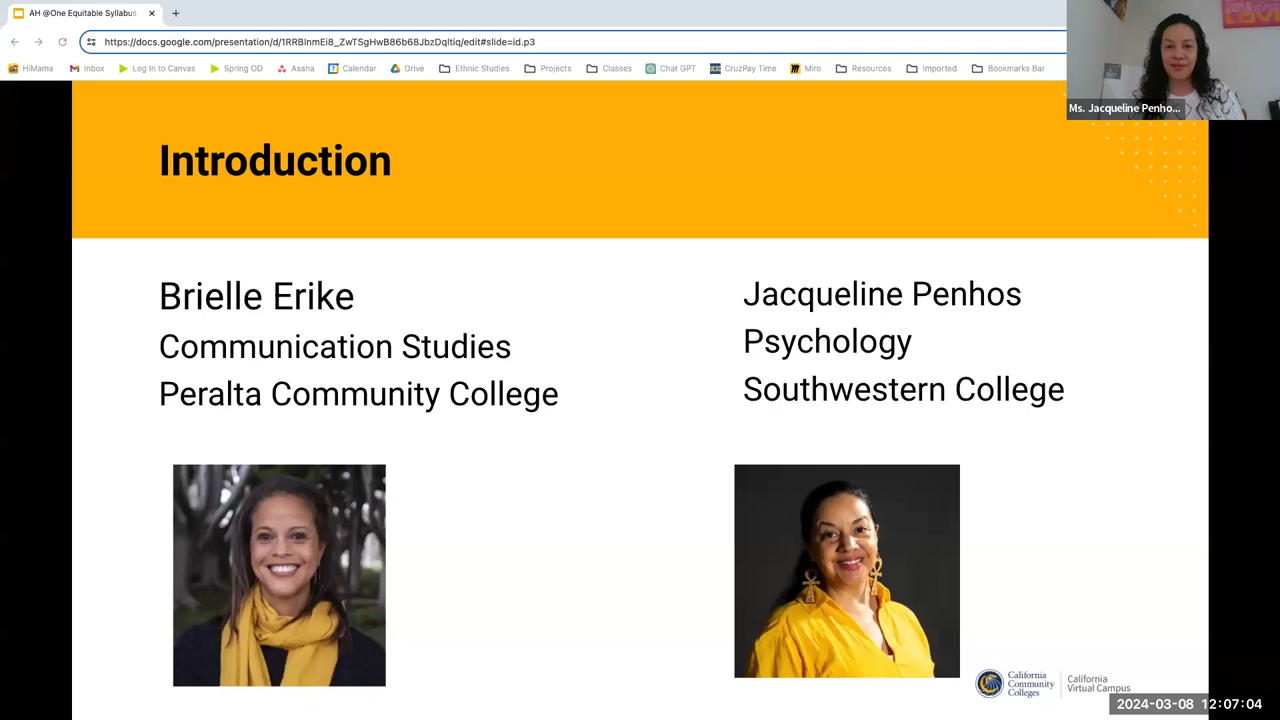 AH @One Equitable Syllabus
https://docs.google.com/presentation/d/1RRBInmEi8_ZwTSgHwB86b68JbzDqItiq/edit#slide=id.p3
HiMama Inbox Log In to Canvas Spring OD Asana Calendar Drive Ethnic Studies Projects Classes Chat GPT CruzPay Time Miro Resources Imported Bookmarks Bar
LOVE
Ms. Jacqueline Penho...
Introduction
Brielle Erike
Communication Studies
Peralta Community College
Jacqueline Penhos
Psychology
Southwestern College
California
Community
Colleges
California
Virtual Campus
2024-03-08 12:07:04